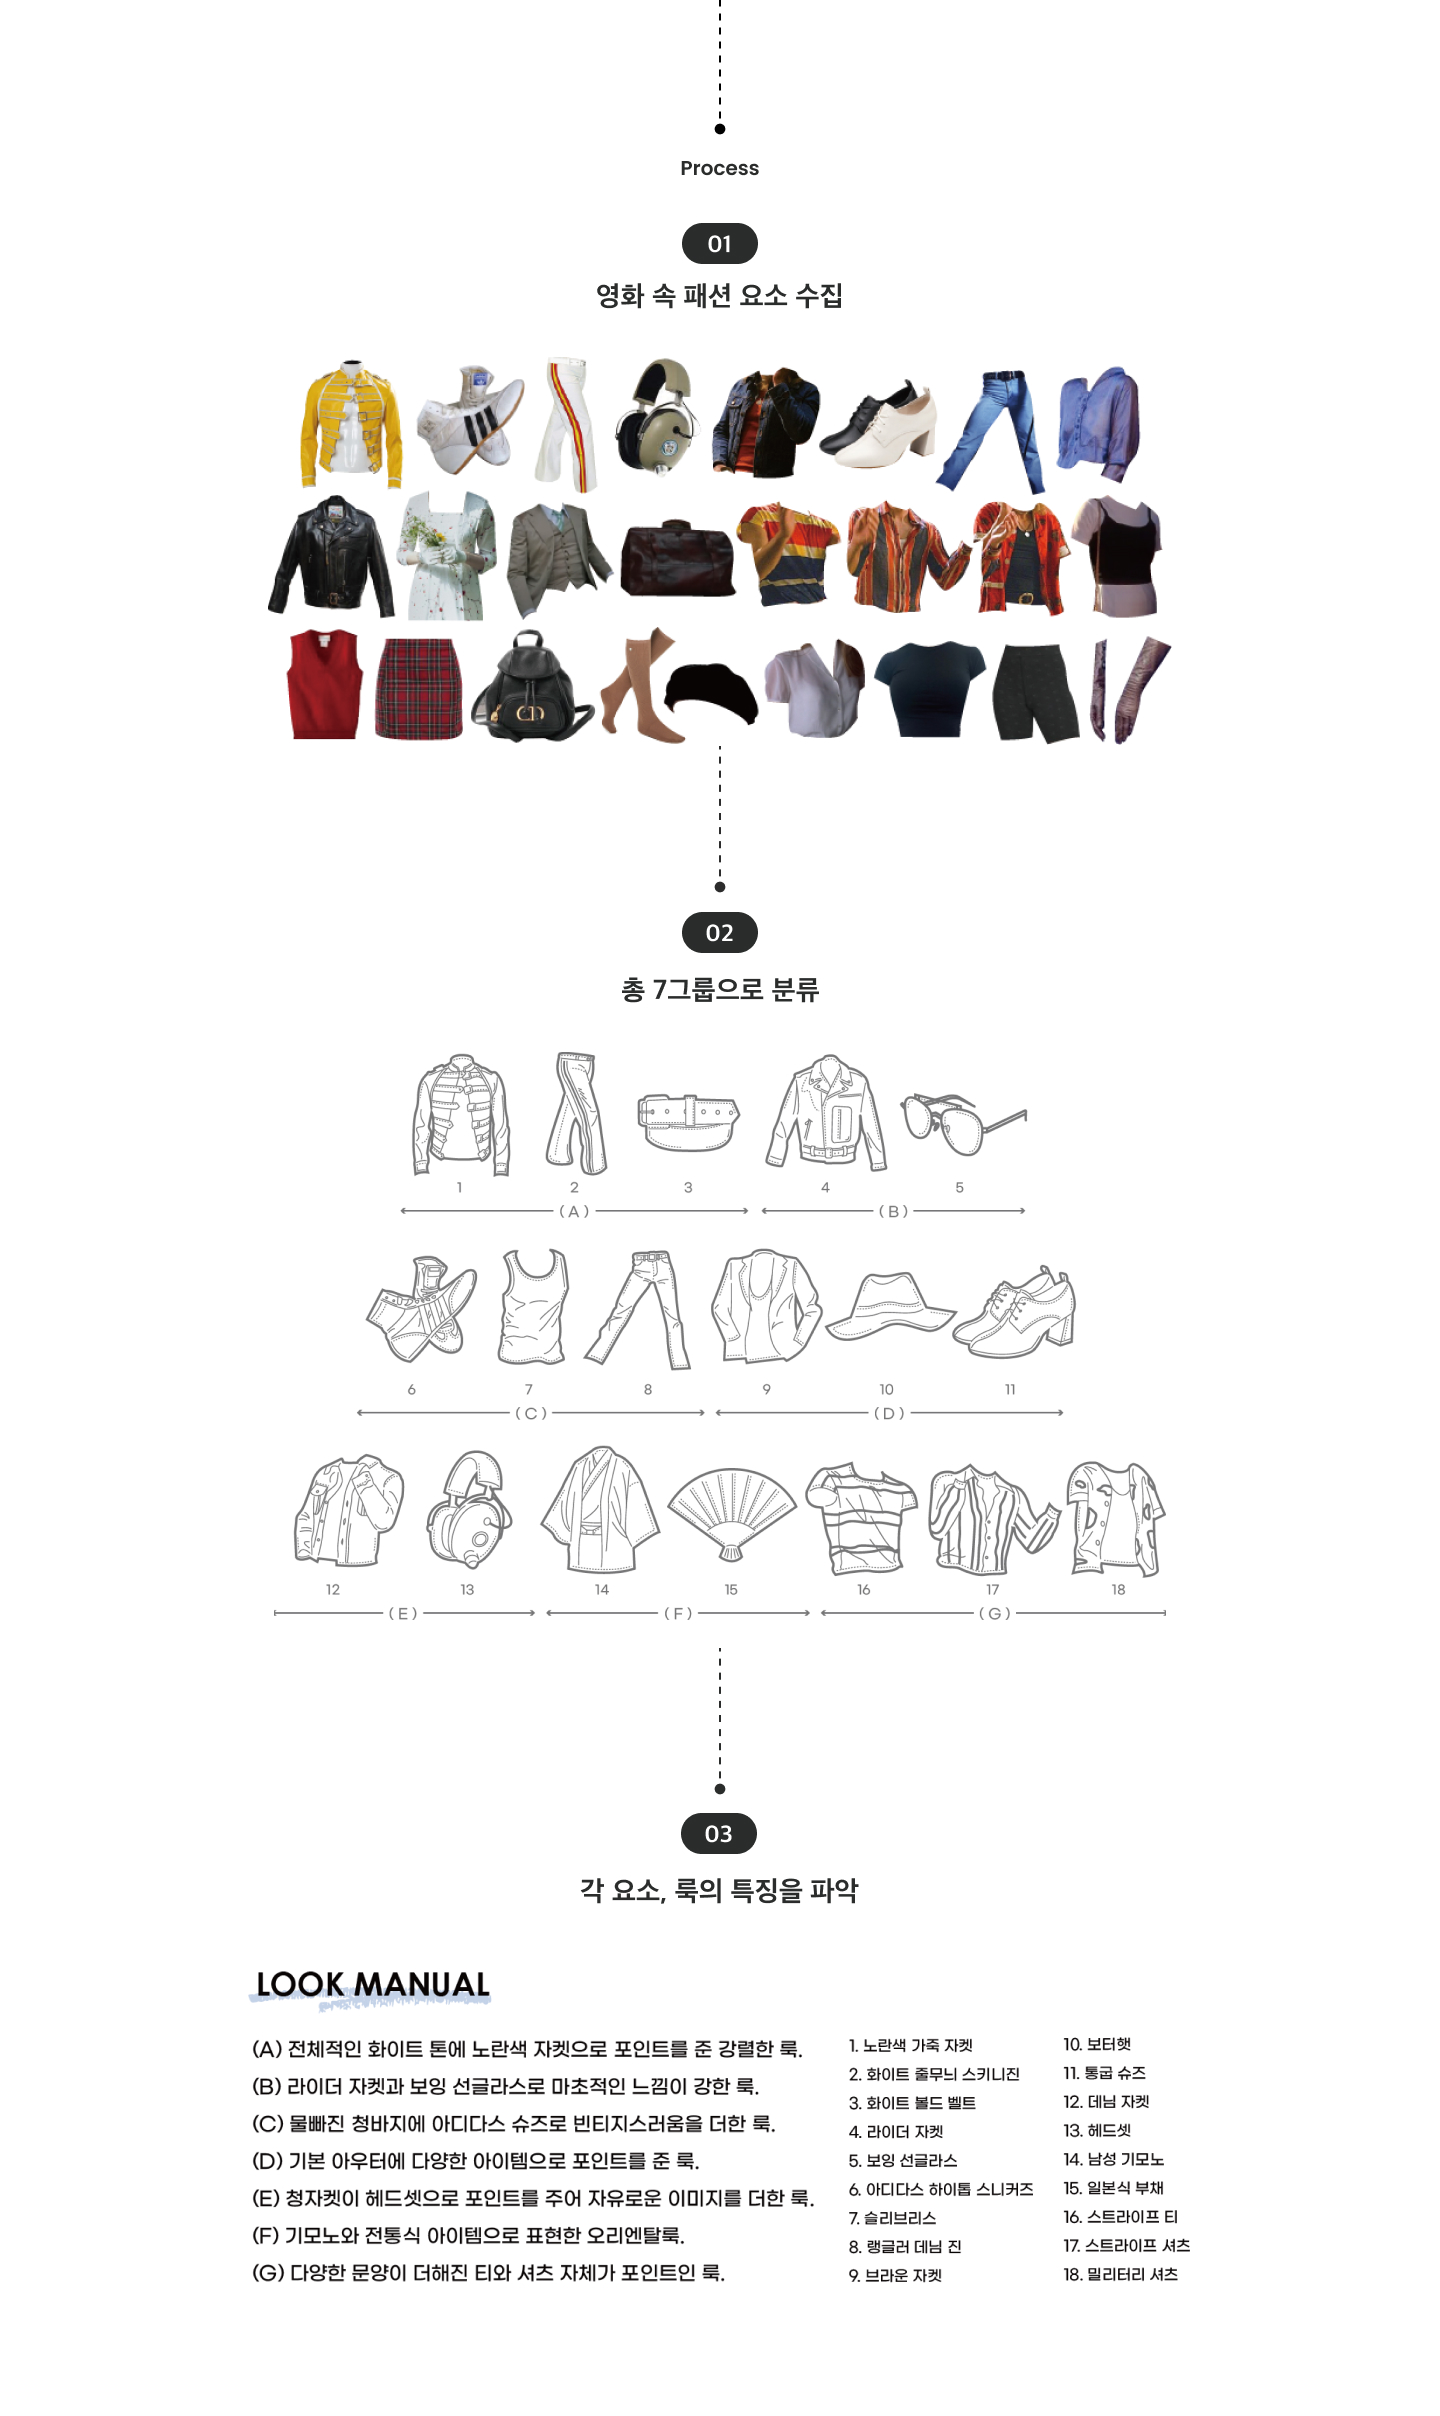 Process
01
영화 속 패션 요소 수집
02
총 7그룹으로 분류
1 2 3 4 5
(A) (B)
6 7 8 9 10 11
(C) (D)
12 13 14 15 16 17 18
(E) (F) (G)
03
각 요소, 룩의 특징을 파악
LOOK MANUAL
(A) 전체적인 화이트 톤에 노란색 자켓으로 포인트를 준 강렬한 룩.
(B) 라이더 자켓과 보잉 선글라스로 마초적인 느낌이 강한 룩.
(C) 물빠진 청바지에 아디다스 슈즈로 빈티지스러움을 더한 룩.
(D) 기본 아우터에 다양한 아이템으로 포인트를 준 룩.
(E) 청자켓이 헤드셋으로 포인트를 주어 자유로운 이미지를 더한 룩.
(F) 기모노와 전통식 아이템으로 표현한 오리엔탈룩.
(G) 다양한 문양이 더해진 티와 셔츠 자체가 포인트인 룩.
1. 노란색 가죽 자켓
2. 화이트 줄무늬 스키니진
3. 화이트 볼드 벨트
4. 라이더 자켓
5. 보잉 선글라스
6. 아디다스 하이톱 스니커즈
7. 슬리브리스
8. 랭글러 데님 진
9. 브라운 자켓
10. 보터햇
11. 통굽 슈즈
12. 데님 자켓
13. 헤드셋
14. 남성 기모노
15. 일본식 부채
16. 스트라이프 티
17. 스트라이프 셔츠
18. 밀리터리 셔츠